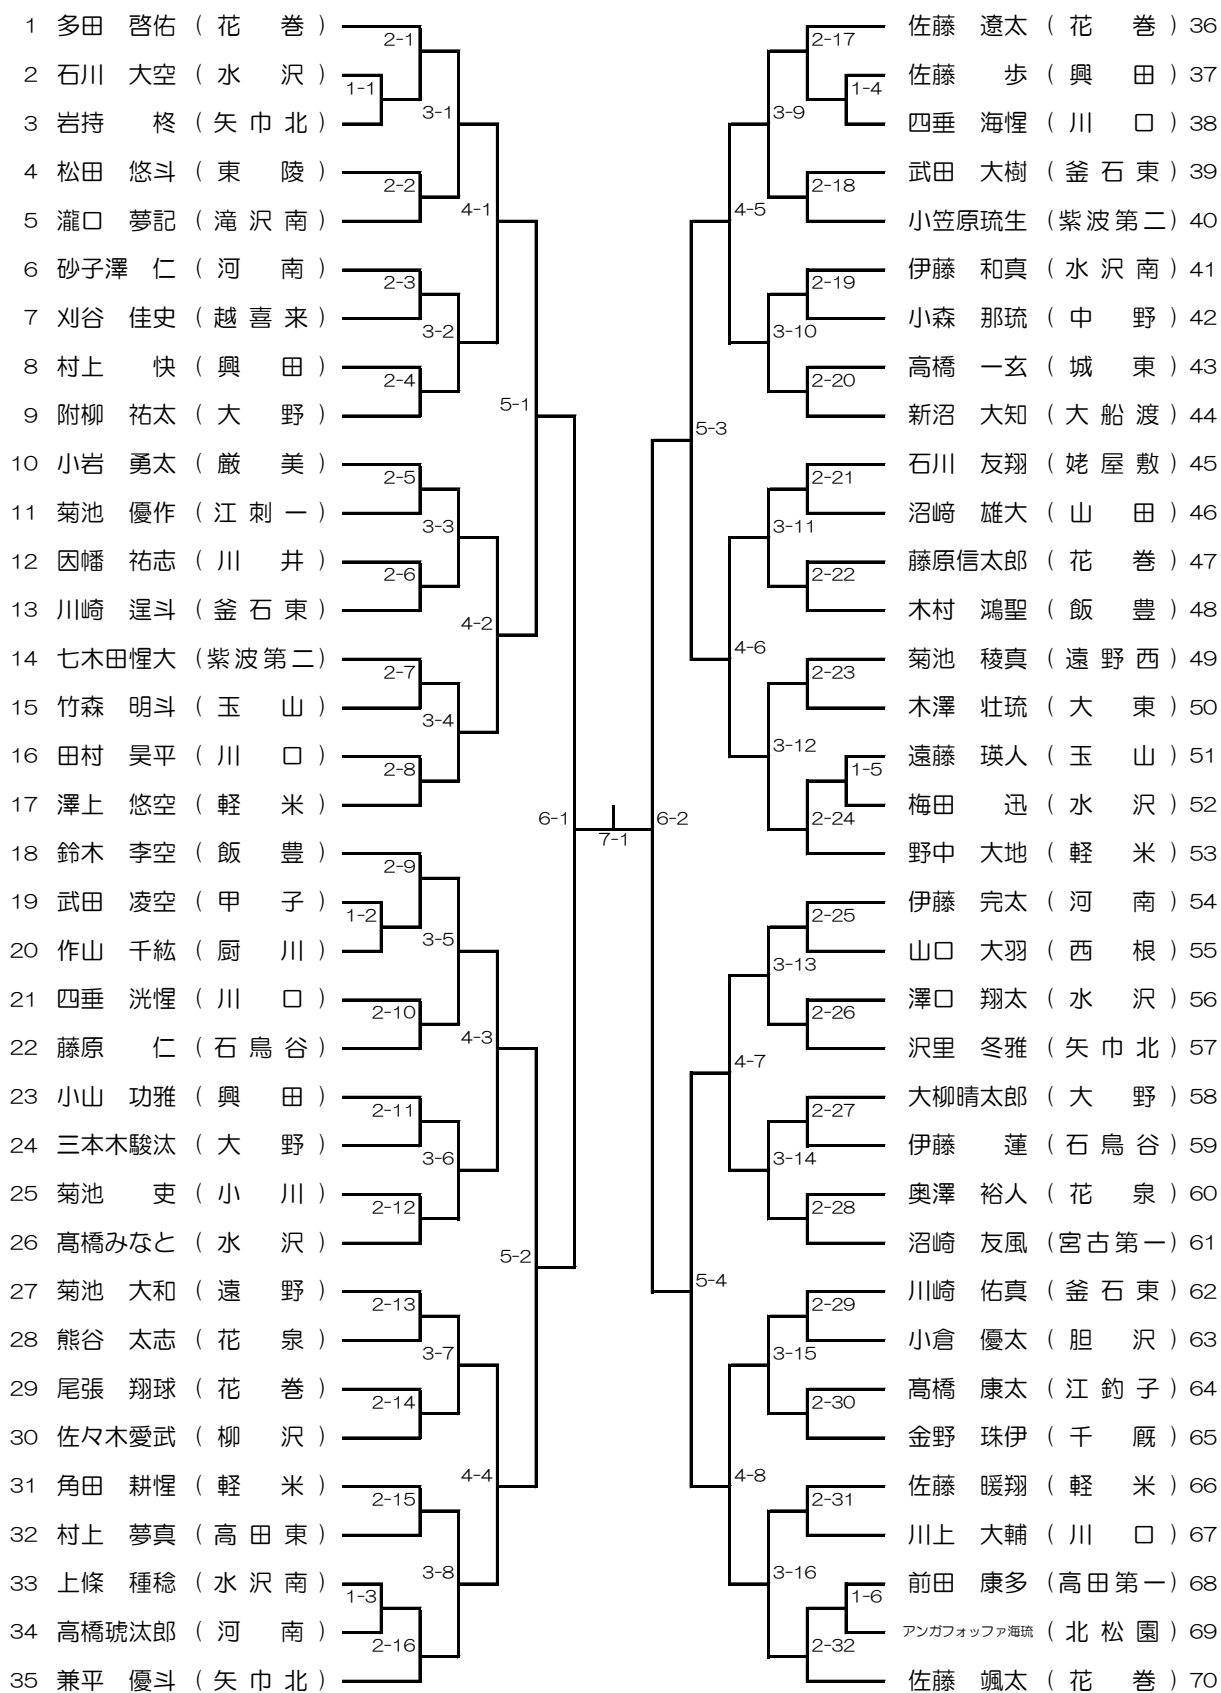 1 多田 啓佑 ( 花 巻 )
2 石川 大空 ( 水 沢 )
3 岩持 柊 ( 矢 巾 北 )
4 松田 悠斗 ( 東 陵 )
5 瀧口 夢記 ( 滝 沢 南 )
6 砂子澤 仁 ( 河 南 )
7 刈谷 佳史 ( 越 喜 来 )
8 村上 快 ( 興 田 )
9 附柳 祐太 ( 大 野 )
10 小岩 勇太 ( 厳 美 )
11 菊池 優作 ( 江 刺 一 )
12 因幡 祐志 ( 川 井 )
13 川崎 逞斗 ( 釜 石 東 )
14 七木田惺大 (紫波第二)
15 竹森 明斗 ( 玉 山 )
16 田村 昊平 ( 川 口 )
17 澤上 悠空 ( 軽 米 )
18 鈴木 李空 ( 飯 豊 )
19 武田 凌空 ( 甲 子 )
20 作山 千紘 ( 厨 川 )
21 四垂 洸惺 ( 川 口 )
22 藤原 仁 ( 石 鳥 谷 )
23 小山 功雅 ( 興 田 )
24 三本木駿汰 ( 大 野 )
25 菊池 吏 ( 小 川 )
26 髙橋みなと ( 水 沢 )
27 菊池 大和 ( 遠 野 )
28 熊谷 太志 ( 花 泉 )
29 尾張 翔球 ( 花 巻 )
30 佐々木愛武 ( 柳 沢 )
31 角田 耕惺 ( 軽 米 )
32 村上 夢真 ( 高 田 東 )
33 上條 種稔 ( 水 沢 南 )
34 高橋琥汰郎 ( 河 南 )
35 兼平 優斗 ( 矢 巾 北 )
1-1
1-2
1-3
2-1
2-2
2-3
2-4
2-5
2-6
2-7
2-8
2-9
2-10
2-11
2-12
2-13
2-14
2-15
2-16
3-1
3-2
3-3
3-4
3-5
3-6
3-7
3-8
4-1
4-2
4-3
4-4
5-1
5-2
6-1
7-1
6-2
5-3
5-4
4-5
4-6
4-7
4-8
3-9
3-10
3-11
3-12
3-13
3-14
3-15
3-16
2-17
2-18
2-19
2-20
2-21
2-22
2-23
2-24
2-25
2-26
2-27
2-28
2-29
2-30
2-31
2-32
1-4
1-5
1-6
佐藤 遼太 ( 花 巻 ) 36
佐藤 歩 ( 興 田 ) 37
四垂 海惺 ( 川 口 ) 38
武田 大樹 ( 釜 石 東 ) 39
小笠原琉生 (紫波第二) 40
伊藤 和真 ( 水 沢 南 ) 41
小森 那琉 ( 中 野 ) 42
高橋 一玄 ( 城 東 ) 43
新沼 大知 ( 大 船 渡 ) 44
石川 友翔 ( 姥 屋 敷 ) 45
沼﨑 雄大 ( 山 田 ) 46
藤原信太郎 ( 花 巻 ) 47
木村 鴻聖 ( 飯 豊 ) 48
菊池 稜真 ( 遠 野 西 ) 49
木澤 壮琉 ( 大 東 ) 50
遠藤 瑛人 ( 玉 山 ) 51
梅田 迅 ( 水 沢 ) 52
野中 大地 ( 軽 米 ) 53
伊藤 完太 ( 河 南 ) 54
山口 大羽 ( 西 根 ) 55
澤口 翔太 ( 水 沢 ) 56
沢里 冬雅 ( 矢 巾 北 ) 57
大柳晴太郎 ( 大 野 ) 58
伊藤 蓮 ( 石 鳥 谷 ) 59
奥澤 裕人 ( 花 泉 ) 60
沼崎 友風 (宮古第一) 61
川崎 佑真 ( 釜 石 東 ) 62
小倉 優太 ( 胆 沢 ) 63
髙橋 康太 ( 江 釣 子 ) 64
金野 珠伊 ( 千 厩 ) 65
佐藤 暖翔 ( 軽 米 ) 66
川上 大輔 ( 川 口 ) 67
前田 康多 (高田第一) 68
アンガフォッファ海琉 ( 北 松 園 ) 69
佐藤 颯太 ( 花 巻 ) 70